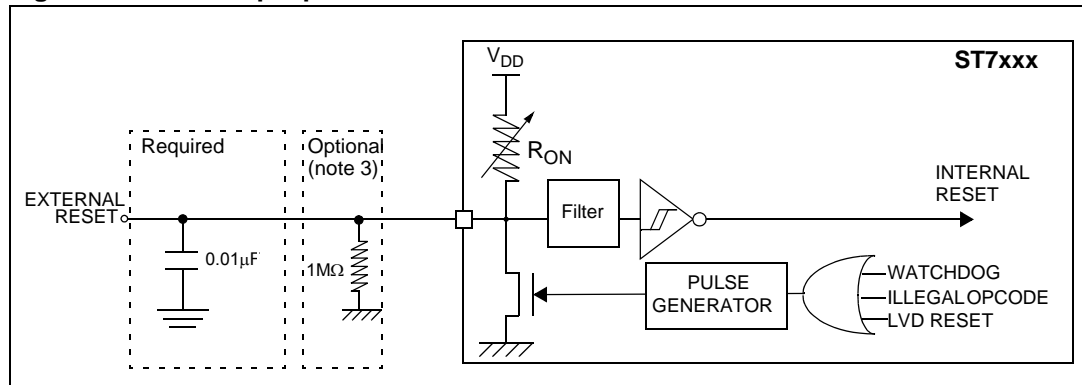 ST7xxx
VDD
RON
Required
Optional
(note 3)
EXTERNAL
RESET
0.01µF
1MΩ
Filter
INTERNAL
RESET
PULSE
GENERATOR
WATCHDOG
ILLEGAL OPCODE
LVD RESET